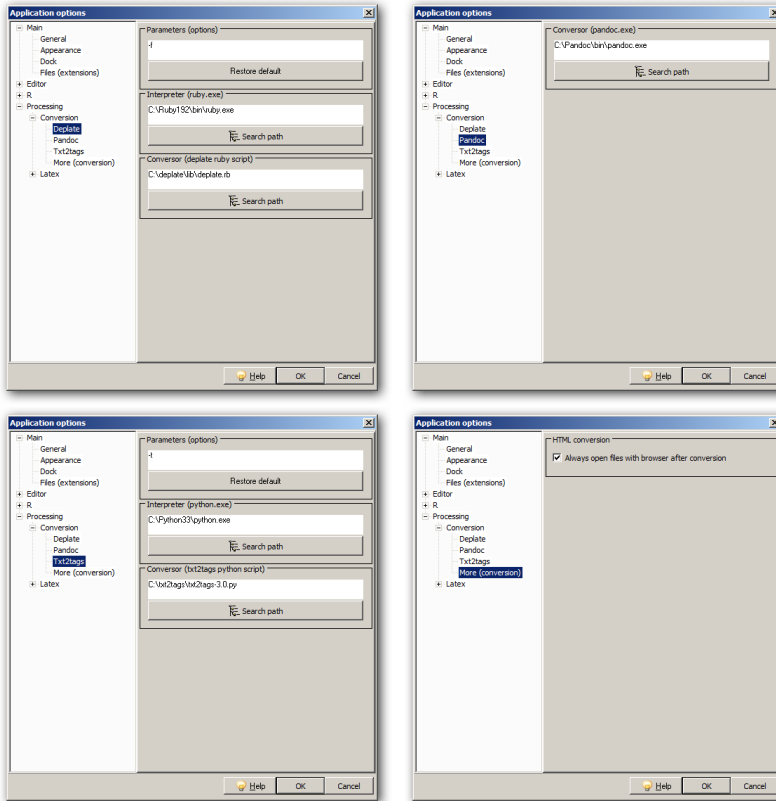 Application options
Main
General
Appearance
Dock
Files (extensions)
Editor
R
Processing
Conversion
Deplate
Pandoc
Txt2tags
More (conversion)
Latex
Parameters (options)
Restore default
Interpreter (ruby.exe)
C:\Ruby192\bin\ruby.exe
Search path
Conversor (deplate ruby script)
C:\deplate\lib\deplate.rb
Search path
Help OK Cancel
Application options
Main
General
Appearance
Dock
Files (extensions)
Editor
R
Processing
Conversion
Deplate
Pandoc
Txt2tags
More (conversion)
Latex
Conversor (pandoc.exe)
C:\Pandoc\bin\pandoc.exe
Search path
Help OK Cancel
Application options
Main
General
Appearance
Dock
Files (extensions)
Editor
R
Processing
Conversion
Deplate
Pandoc
Txt2tags
More (conversion)
Latex
Parameters (options)
Restore default
Interpreter (python.exe)
C:\Python33\python.exe
Search path
Conversor (txt2tags python script)
C:\txt2tags\txt2tags-3.0.py
Search path
Help OK Cancel
Application options
Main
General
Appearance
Dock
Files (extensions)
Editor
R
Processing
Conversion
Deplate
Pandoc
Txt2tags
More (conversion)
Latex
HTML conversion
Always open files with browser after conversion
Help OK Cancel